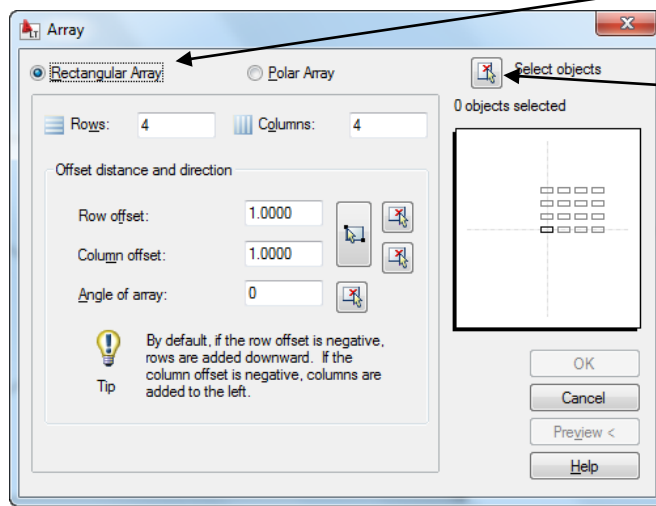 LT Array
Rectangular Array Polar Array Select objects
0 objects selected
Rows: 4 Columns: 4
Offset distance and direction
Row offset: 1.0000
Column offset: 1.0000
Angle of array: 0
By default, if the row offset is negative,
rows are added downward. If the
column offset is negative, columns are
added to the left.
Tip
OK
Cancel
Preview <
Help